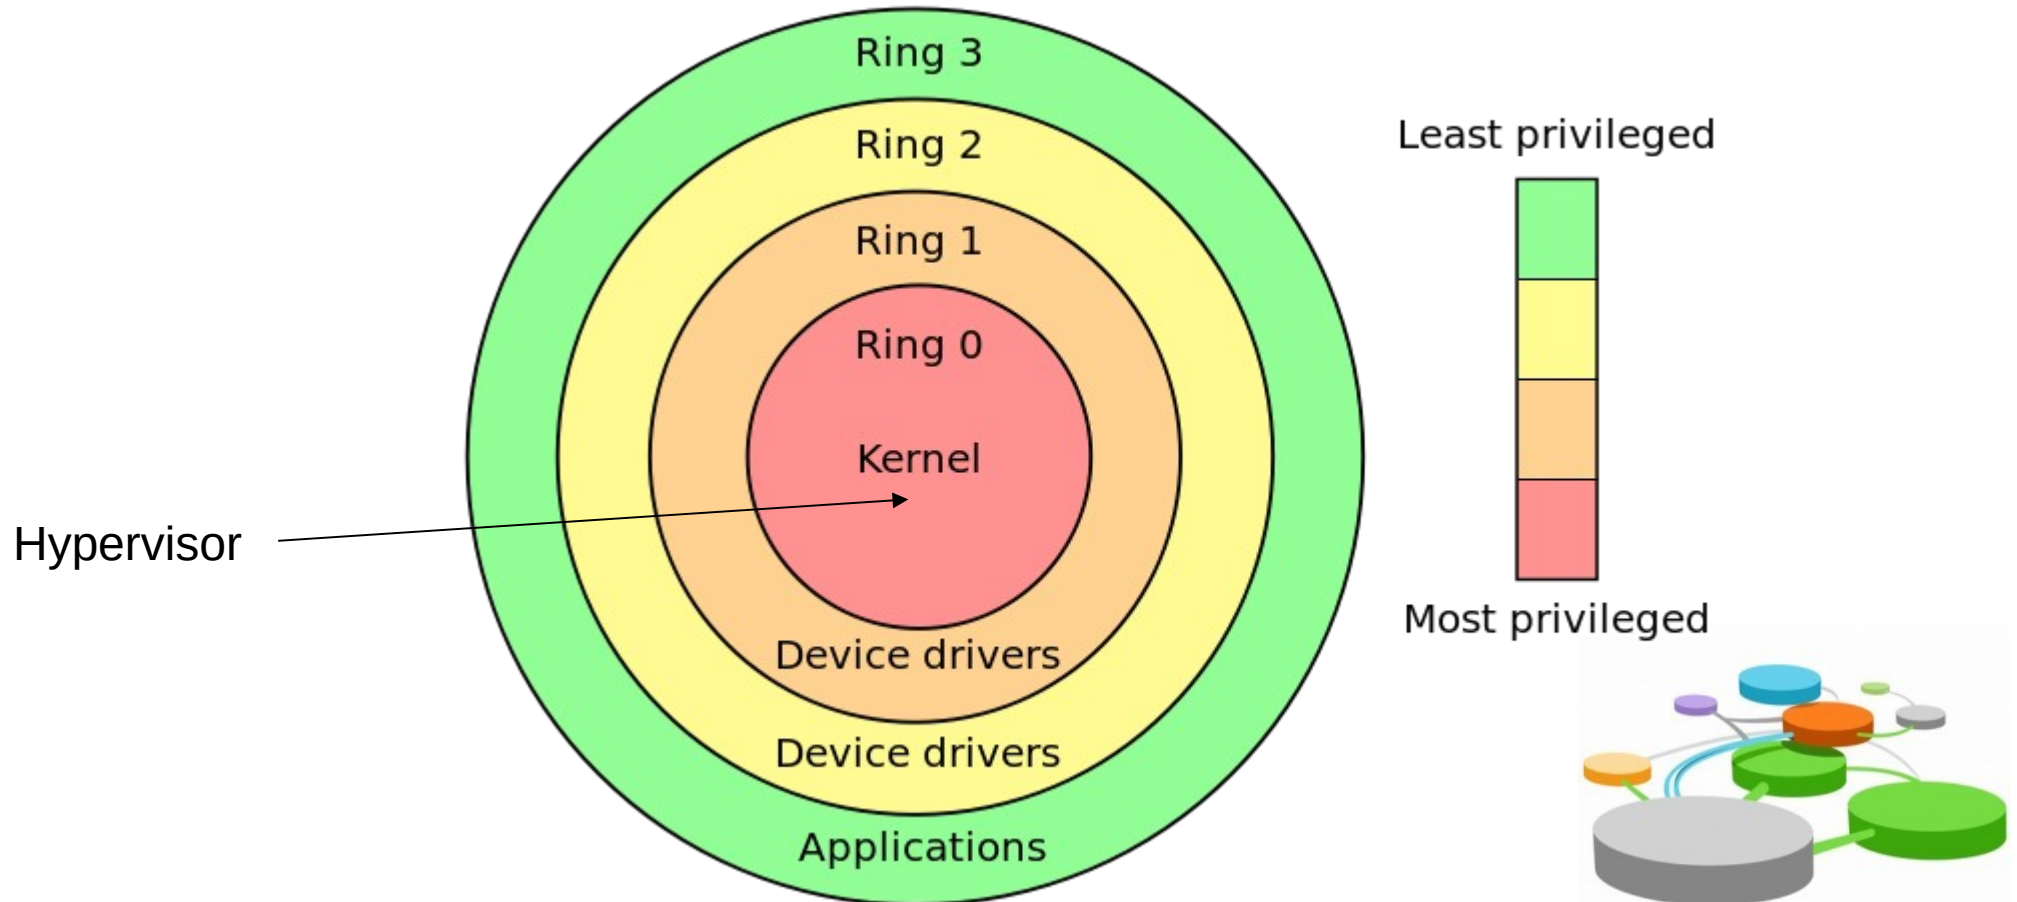 Ring 3
Ring 2
Ring 1
Ring 0
Kernel
Hypervisor
Device drivers
Device drivers
Applications
Least privileged
Most privileged